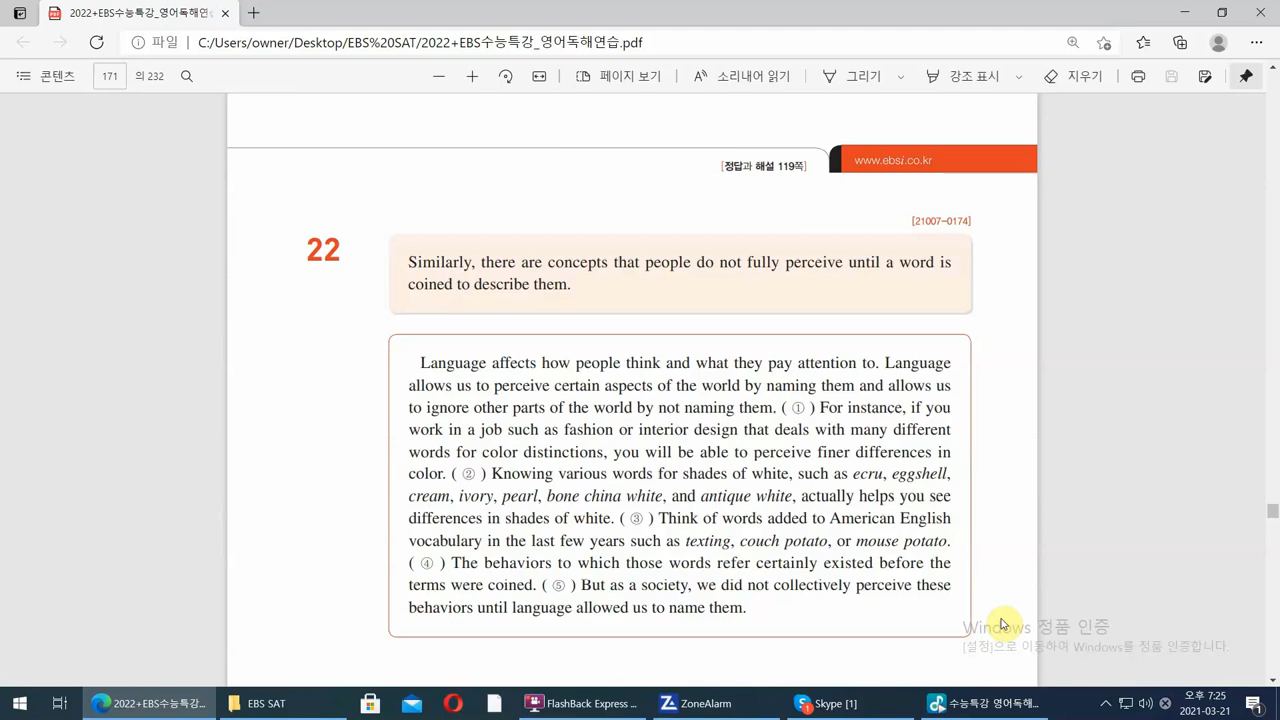 2022+EBS수능특강_영어독해연습
파일 C:/Users/owner/Desktop/EBS%20SAT/2022+EBS수능특강_영어독해연습.pdf
콘텐츠 171 의 232 페이지 보기 소리내어 읽기 그리기 강조 표시 지우기
[정답과 해설 119쪽] www.ebsi.co.kr
[21007-0174]
22
Similarly, there are concepts that people do not fully perceive until a word is
coined to describe them.
Language affects how people think and what they pay attention to. Language
allows us to perceive certain aspects of the world by naming them and allows us
to ignore other parts of the world by not naming them. ( ① ) For instance, if you
work in a job such as fashion or interior design that deals with many different
words for color distinctions, you will be able to perceive finer differences in
color. ( ② ) Knowing various words for shades of white, such as ecru, eggshell,
cream, ivory, pearl, bone china white, and antique white, actually helps you see
differences in shades of white. ( ③ ) Think of words added to American English
vocabulary in the last few years such as texting, couch potato, or mouse potato.
( ④ ) The behaviors to which those words refer certainly existed before the
terms were coined. ( ⑤ ) But as a society, we did not collectively perceive these
behaviors until language allowed us to name them.
Windows 정품 인증
[설정]으로 이동하여 Windows를 정품 인증합니다.
2022+EBS수능특강_... EBS SAT FlashBack Express ... ZoneAlarm Skype [1] 수능특강 영어독해... 오후 7:25
2021-03-21